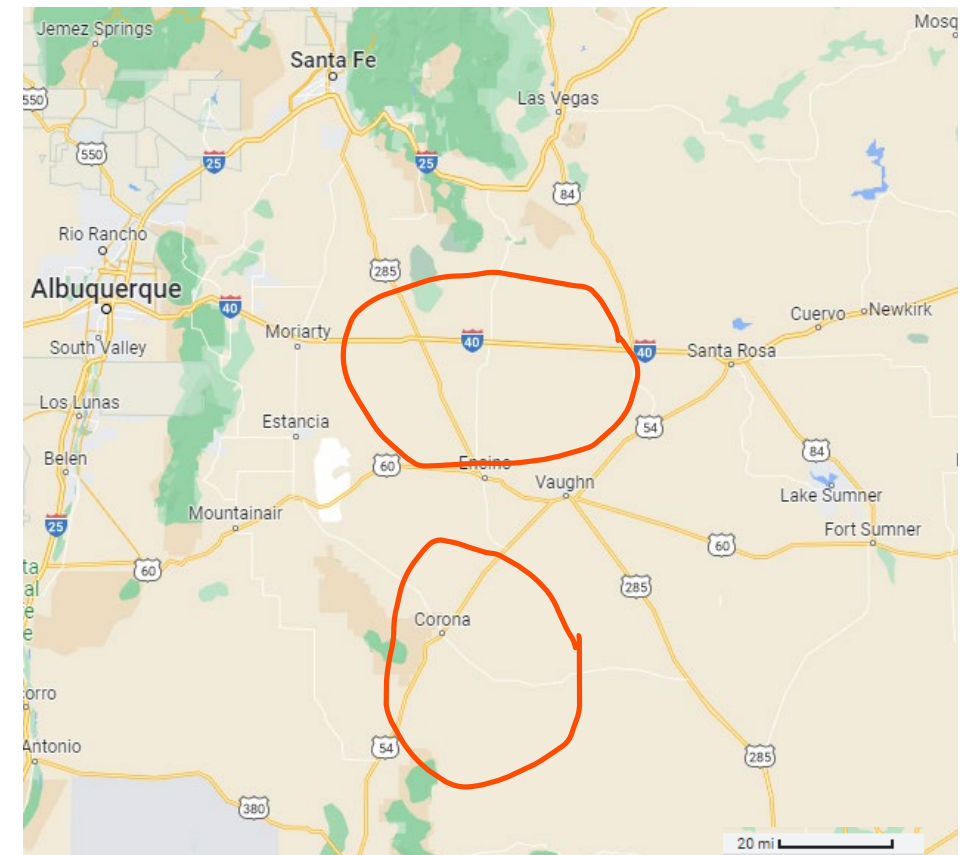 Jemez Springs
Mosq
Santa Fe
550
Las Vegas
550
25
25
84
Rio Rancho
285
Albuquerque
40
Cuervo
Newkirk
Moriarty
40
South Valley
40
Santa Rosa
Los Lunas
Estancia
54
Belen
60
Encino
84
Vaughn
Lake Sumner
Mountainair
25
Fort Sumner
60
60
ta
al
e
e
285
Corona
orro
Antonio
54
285
380
20 mi